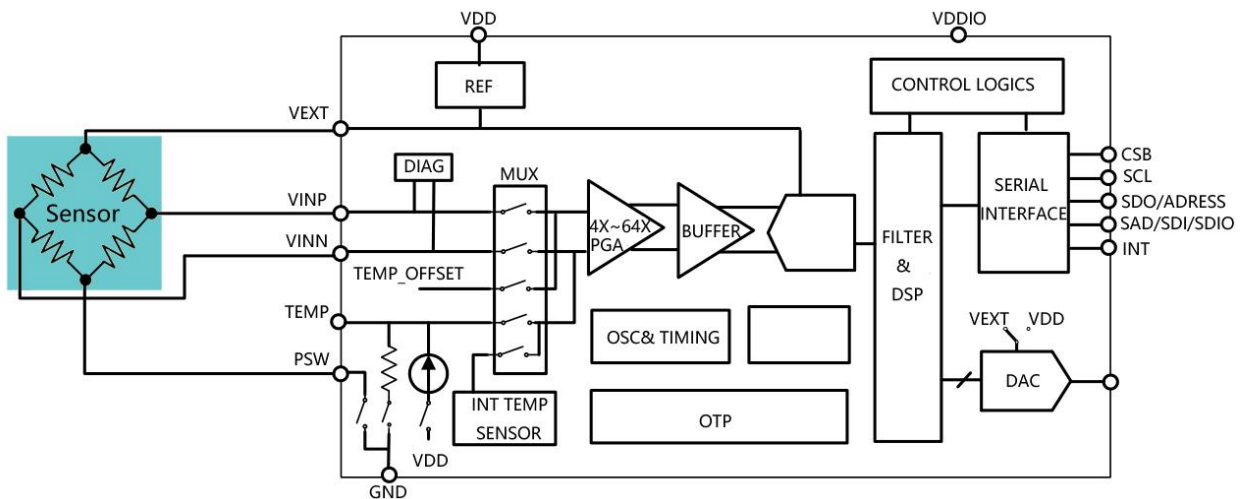 VDD
VDDIO
REF
CONTROL LOGICS
VEXT
DIAG
MUX
CSB
SCL
SERIAL
INTERFACE
SDO/ADRESS
SAD/SDI/SDIO
INT
Sensor
VINP
4X~64X
PGA
BUFFER
FILTER
&
DSP
VINN
TEMP_OFFSET
TEMP
OSC& TIMING
VEXT
VDD
PSW
DAC
INT TEMP
SENSOR
OTP
VDD
GND